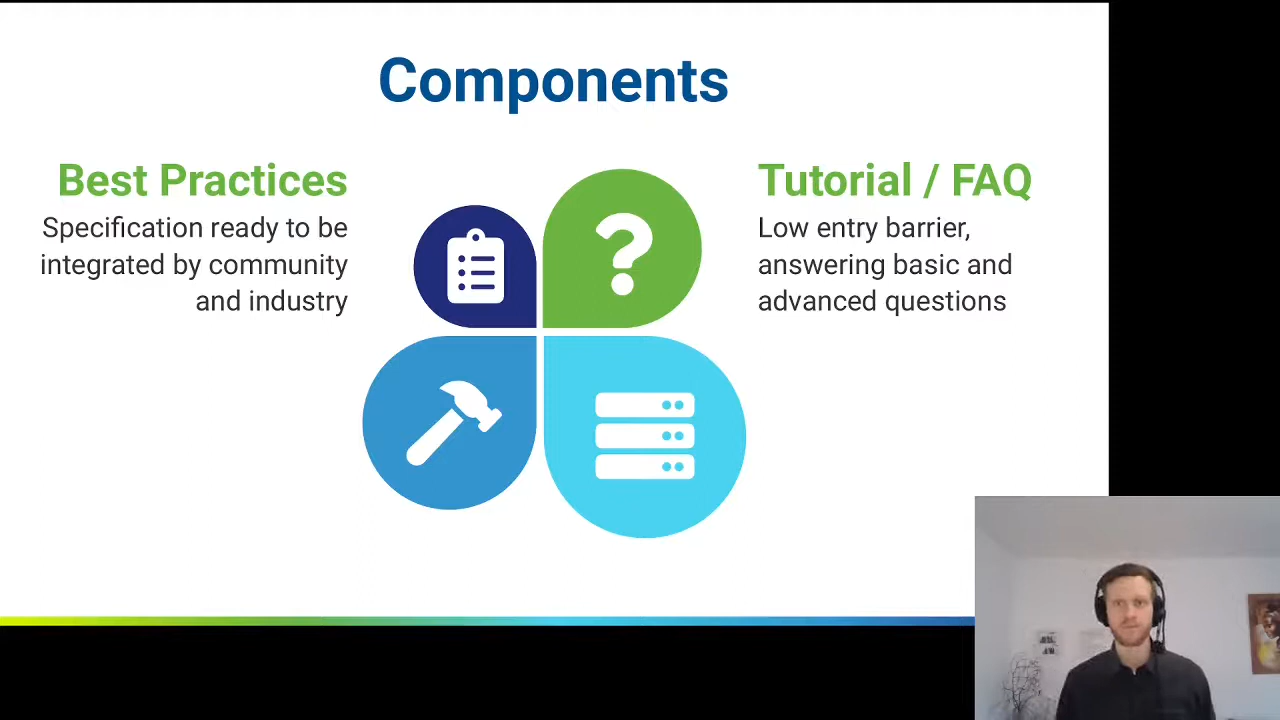 Components
Best Practices
Specification ready to be
integrated by community
and industry
Tutorial / FAQ
Low entry barrier,
answering basic and
advanced questions